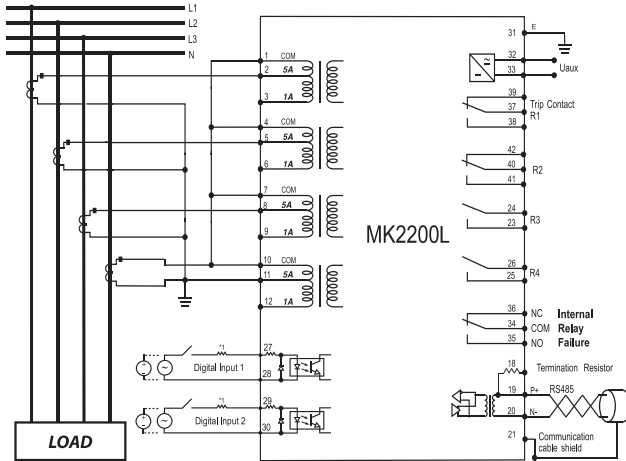 L1
L2
L3
N
1 COM
2 5A
3 1A
4 COM
5 5A
6 1A
7 COM
8 5A
9 1A
10 COM
11 5A
12 1A
*1 27
Digital Input 1
28
*1 29
Digital Input 2
30
LOAD
MK2200L
31 E
32
33 Uaux
39
37 Trip Contact
38 R1
42
40 R2
41
24 R3
23
26 R4
25
36 NC Internal
34 COM Relay
35 NO Failure
18 Termination Resistor
19 P+ RS485
20 N-
21 Communication
cable shield